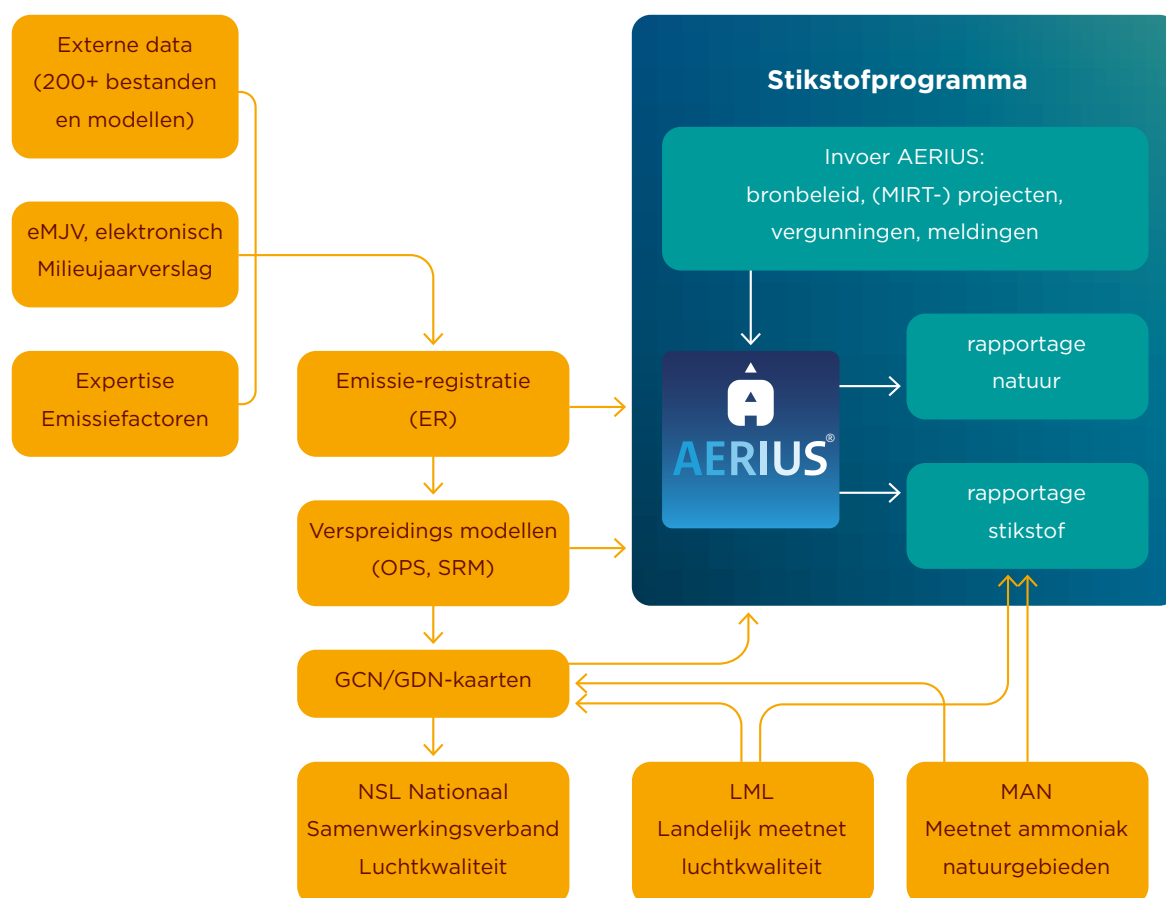 Externe data
(200+ bestanden
en modellen)
eMJV, elektronisch
Milieujaarverslag
Expertise
Emissiefactoren
Emissie-registratie
(ER)
Verspreidings modellen
(OPS, SRM)
GCN/GDN-kaarten
NSL Nationaal
Samenwerkingsverband
Luchtkwaliteit
LML
Landelijk meetnet
luchtkwaliteit
MAN
Meetnet ammoniak
natuurgebieden
Stikstofprogramma
Invoer AERIUS:
bronbeleid, (MIRT-) projecten,
vergunningen, meldingen
AERIUS®
rapportage
natuur
rapportage
stikstof